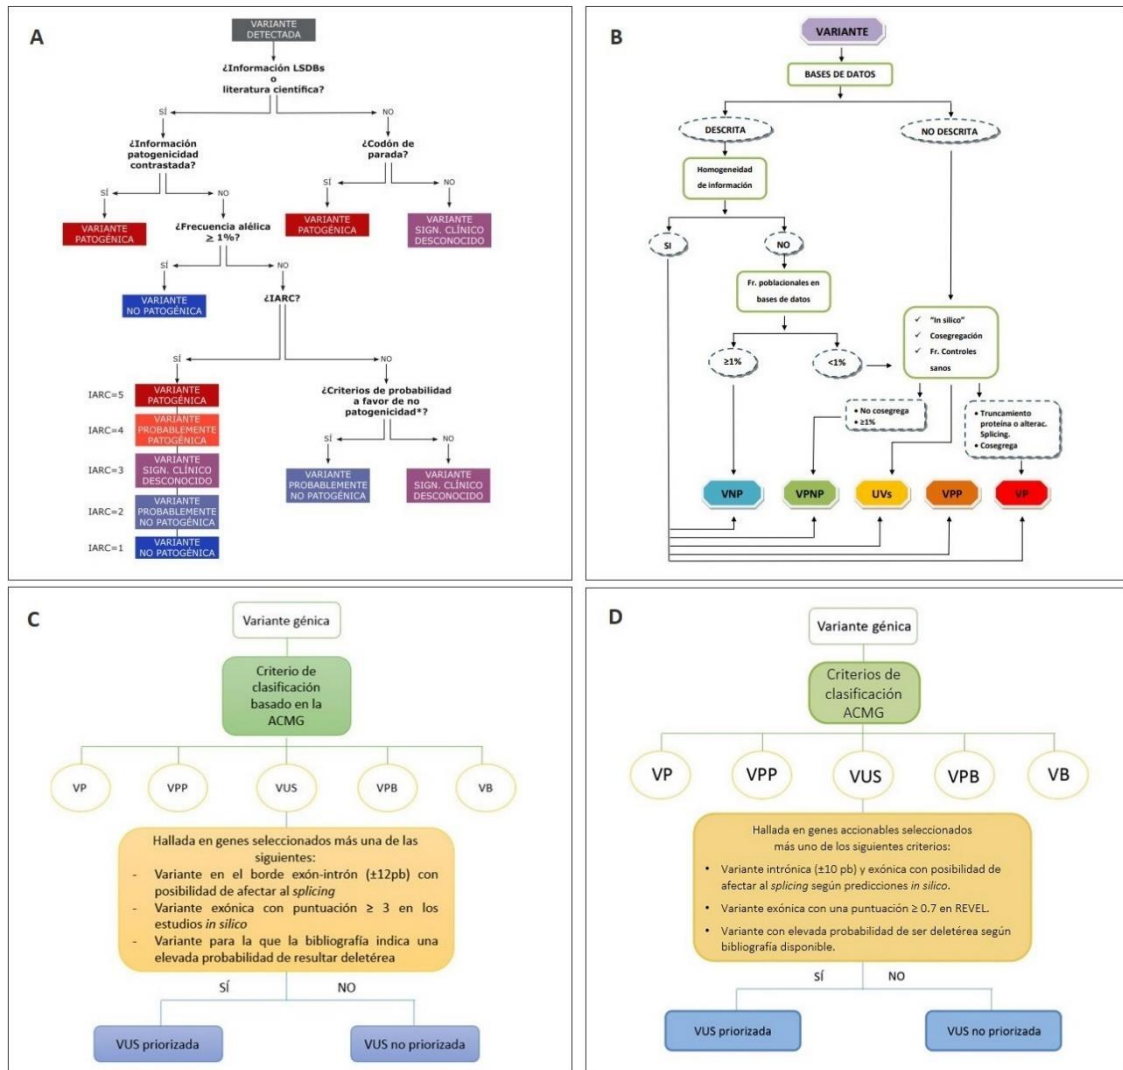 A
VARIANTE
DETECTADA
¿Información LSDBs
o
literatura científica?
SÍ
NO
¿Información
patogenicidad
contrastada?
¿Codón de
parada?
SÍ
NO
SÍ
NO
VARIANTE
PATOGÉNICA
¿Frecuencia alélica
≥ 1%?
VARIANTE
PATOGÉNICA
VARIANTE
SIGN. CLÍNICO
DESCONOCIDO
SÍ
NO
VARIANTE
NO PATOGÉNICA
¿IARC?
SÍ
NO
IARC=5
VARIANTE
PATOGÉNICA
IARC=4
VARIANTE
PROBABLEMENTE
PATOGÉNICA
IARC=3
VARIANTE
SIGN. CLÍNICO
DESCONOCIDO
IARC=2
VARIANTE
PROBABLEMENTE
NO PATOGÉNICA
IARC=1
VARIANTE
NO PATOGÉNICA
¿Criterios de probabilidad
a favor de no
patogenicidad*?
SÍ
NO
VARIANTE
PROBABLEMENTE
NO PATOGÉNICA
VARIANTE
SIGN. CLÍNICO
DESCONOCIDO
B
VARIANTE
BASES DE DATOS
DESCRITA
NO DESCRITA
Homogeneidad
de información
SI
NO
Fr. poblacionales en
bases de datos
≥1%
<1%
✓ "In silico"
✓ Cosegregación
✓ Fr. Controles
sanos
• No cosegrega
• ≥1%
• Truncamiento
proteína o alterac.
Splicing.
• Cosegrega
VNP
VPNP
UVs
VPP
VP
C
Variante génica
Criterio de
clasificación
basado en la
ACMG
VP
VPP
VUS
VPB
VB
Hallada en genes seleccionados más una de las
siguientes:
- Variante en el borde exón-intrón (±12pb) con
posibilidad de afectar al splicing
- Variante exónica con puntuación ≥ 3 en los
estudios in silico
- Variante para la que la bibliografía indica una
elevada probabilidad de resultar deletérea
SÍ
NO
VUS priorizada
VUS no priorizada
D
Variante génica
Criterios de
clasificación
ACMG
VP
VPP
VUS
VPB
VB
Hallada en genes accionables seleccionados
más uno de los siguientes criterios:
• Variante intrónica (±10 pb) y exónica con posibilidad de
afectar al splicing según predicciones in silico.
• Variante exónica con una puntuación ≥ 0.7 en REVEL.
• Variante con elevada probabilidad de ser deletérea según
bibliografía disponible.
SÍ
NO
VUS priorizada
VUS no priorizada